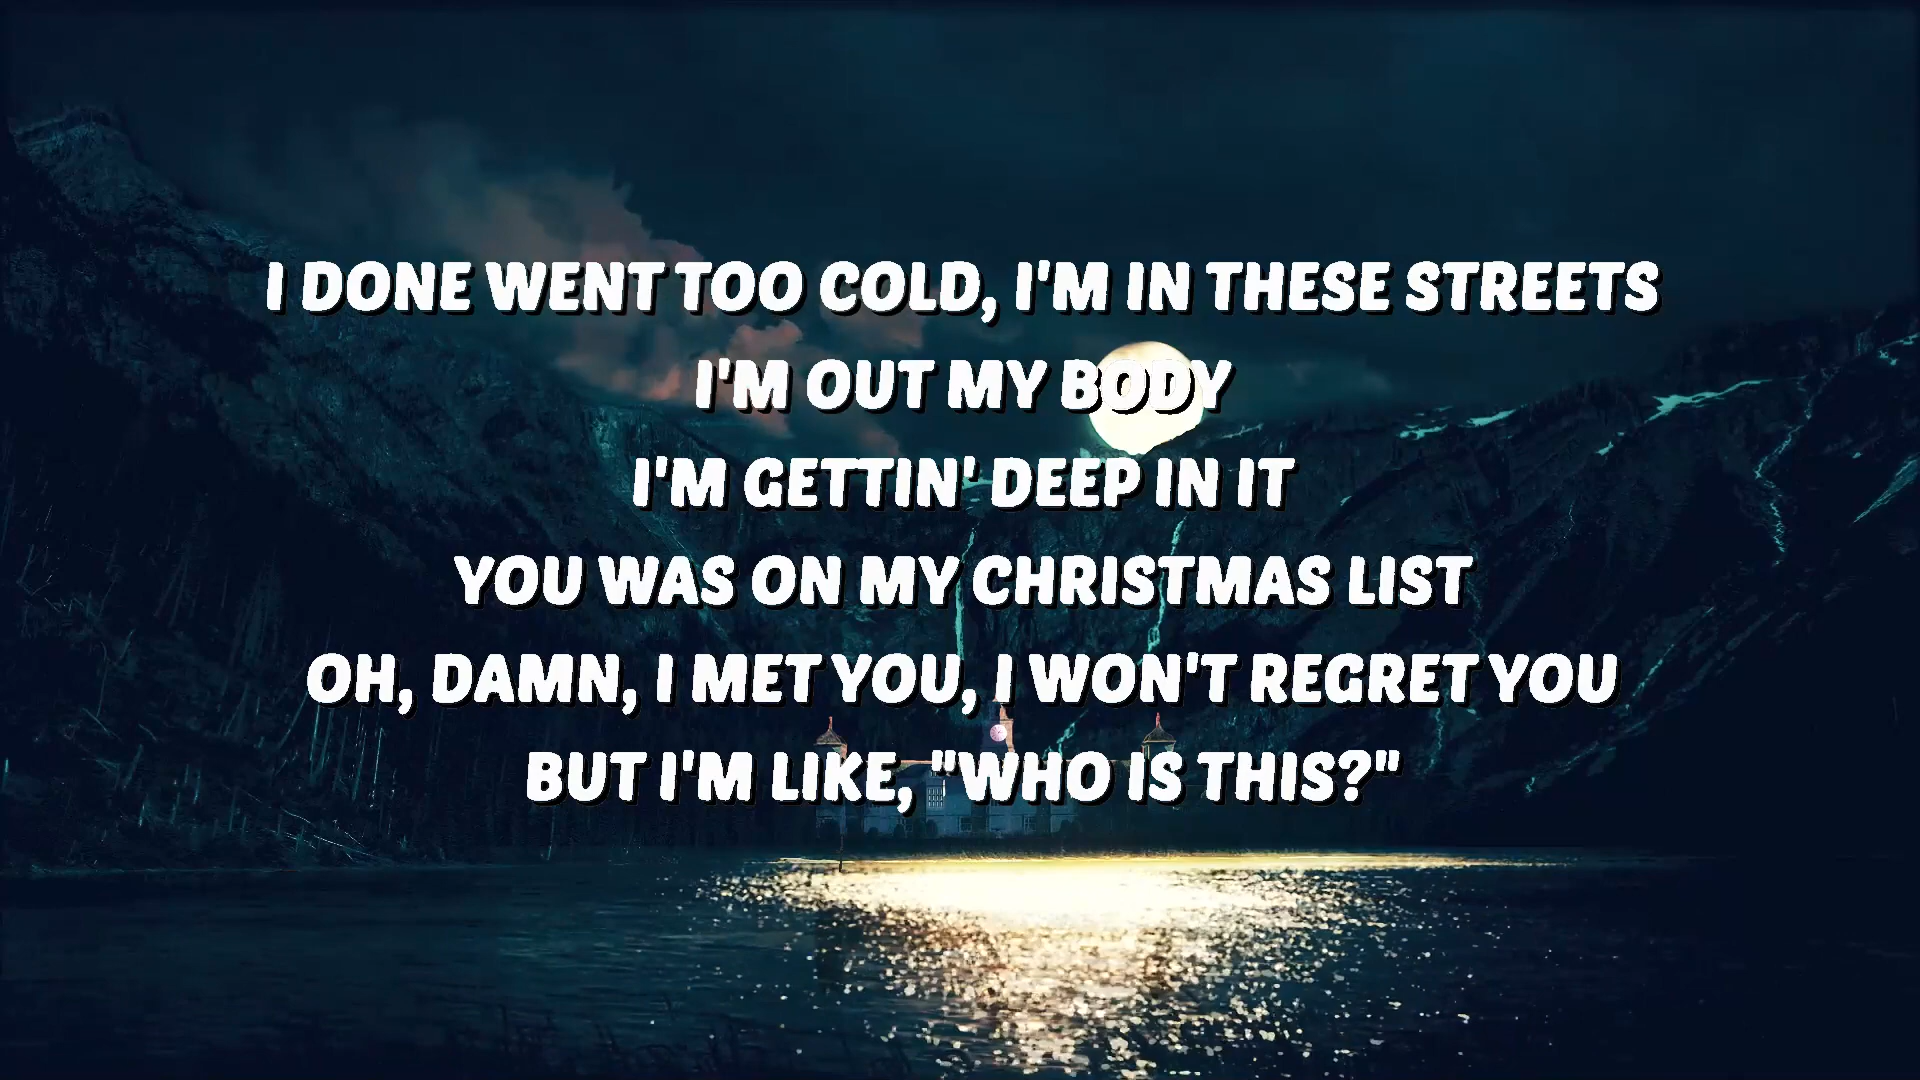 I DONE WENT TOO COLD, I'M IN THESE STREETS
I'M OUT MY BODY
I'M GETTIN' DEEP IN IT
YOU WAS ON MY CHRISTMAS LIST
OH, DAMN, I MET YOU, I WON'T REGRET YOU
BUT I'M LIKE, "WHO IS THIS?"